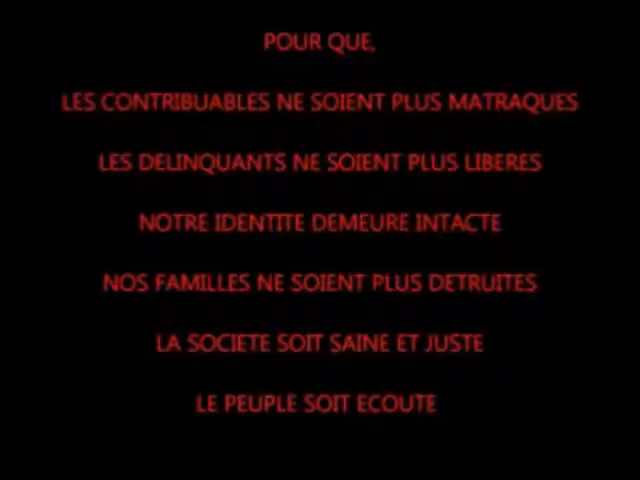 POUR QUE,
LES CONTRIBUABLES NE SOIENT PLUS MATRAQUES
LES DELINQUANTS NE SOIENT PLUS LIBERES
NOTRE IDENTITE DEMEURE INTACTE
NOS FAMILLES NE SOIENT PLUS DETRUITES
LA SOCIETE SOIT SAINE ET JUSTE
LE PEUPLE SOIT ECOUTE